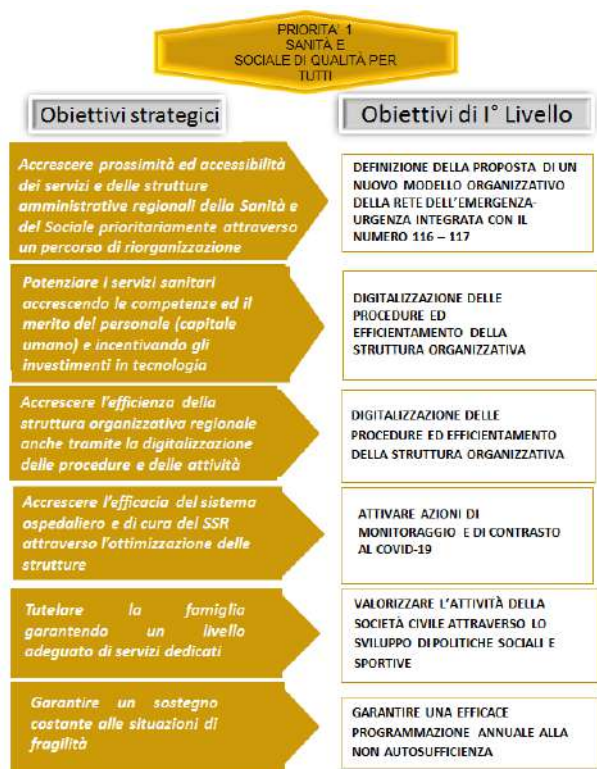 PRIORITA' 1
SANITÀ E
SOCIALE DI QUALITÀ PER
TUTTI
Obiettivi strategici
Obiettivi di I° Livello
Accrescere prossimità ed accessibilità
dei servizi e delle strutture
amministrative regionali della Sanità e
del Sociale prioritariamente attraverso
un percorso di riorganizzazione
DEFINIZIONE DELLA PROPOSTA DI UN
NUOVO MODELLO ORGANIZZATIVO
DELLA RETE DELL'EMERGENZA-
URGENZA INTEGRATA CON IL
NUMERO 116 – 117
Potenziare i servizi sanitari
accrescendo le competenze ed il
merito del personale (capitale
umano) e incentivando gli
investimenti in tecnologia
DIGITALIZZAZIONE DELLE
PROCEDURE ED
EFFICIENTAMENTO DELLA
STRUTTURA ORGANIZZATIVA
Accrescere l'efficienza della
struttura organizzativa regionale
anche tramite la digitalizzazione
delle procedure e delle attività
DIGITALIZZAZIONE DELLE
PROCEDURE ED EFFICIENTAMENTO
DELLA STRUTTURA ORGANIZZATIVA
Accrescere l'efficacia del sistema
ospedaliero e di cura del SSR
attraverso l'ottimizzazione delle
strutture
ATTIVARE AZIONI DI
MONITORAGGIO E DI CONTRASTO
AL COVID-19
Tutelare la famiglia
garantendo un livello
adeguato di servizi dedicati
VALORIZZARE L'ATTIVITÀ DELLA
SOCIETÀ CIVILE ATTRAVERSO LO
SVILUPPO DI POLITICHE SOCIALI E
SPORTIVE
Garantire un sostegno
costante alle situazioni di
fragilità
GARANTIRE UNA EFFICACE
PROGRAMMAZIONE ANNUALE ALLA
NON AUTOSUFFICIENZA